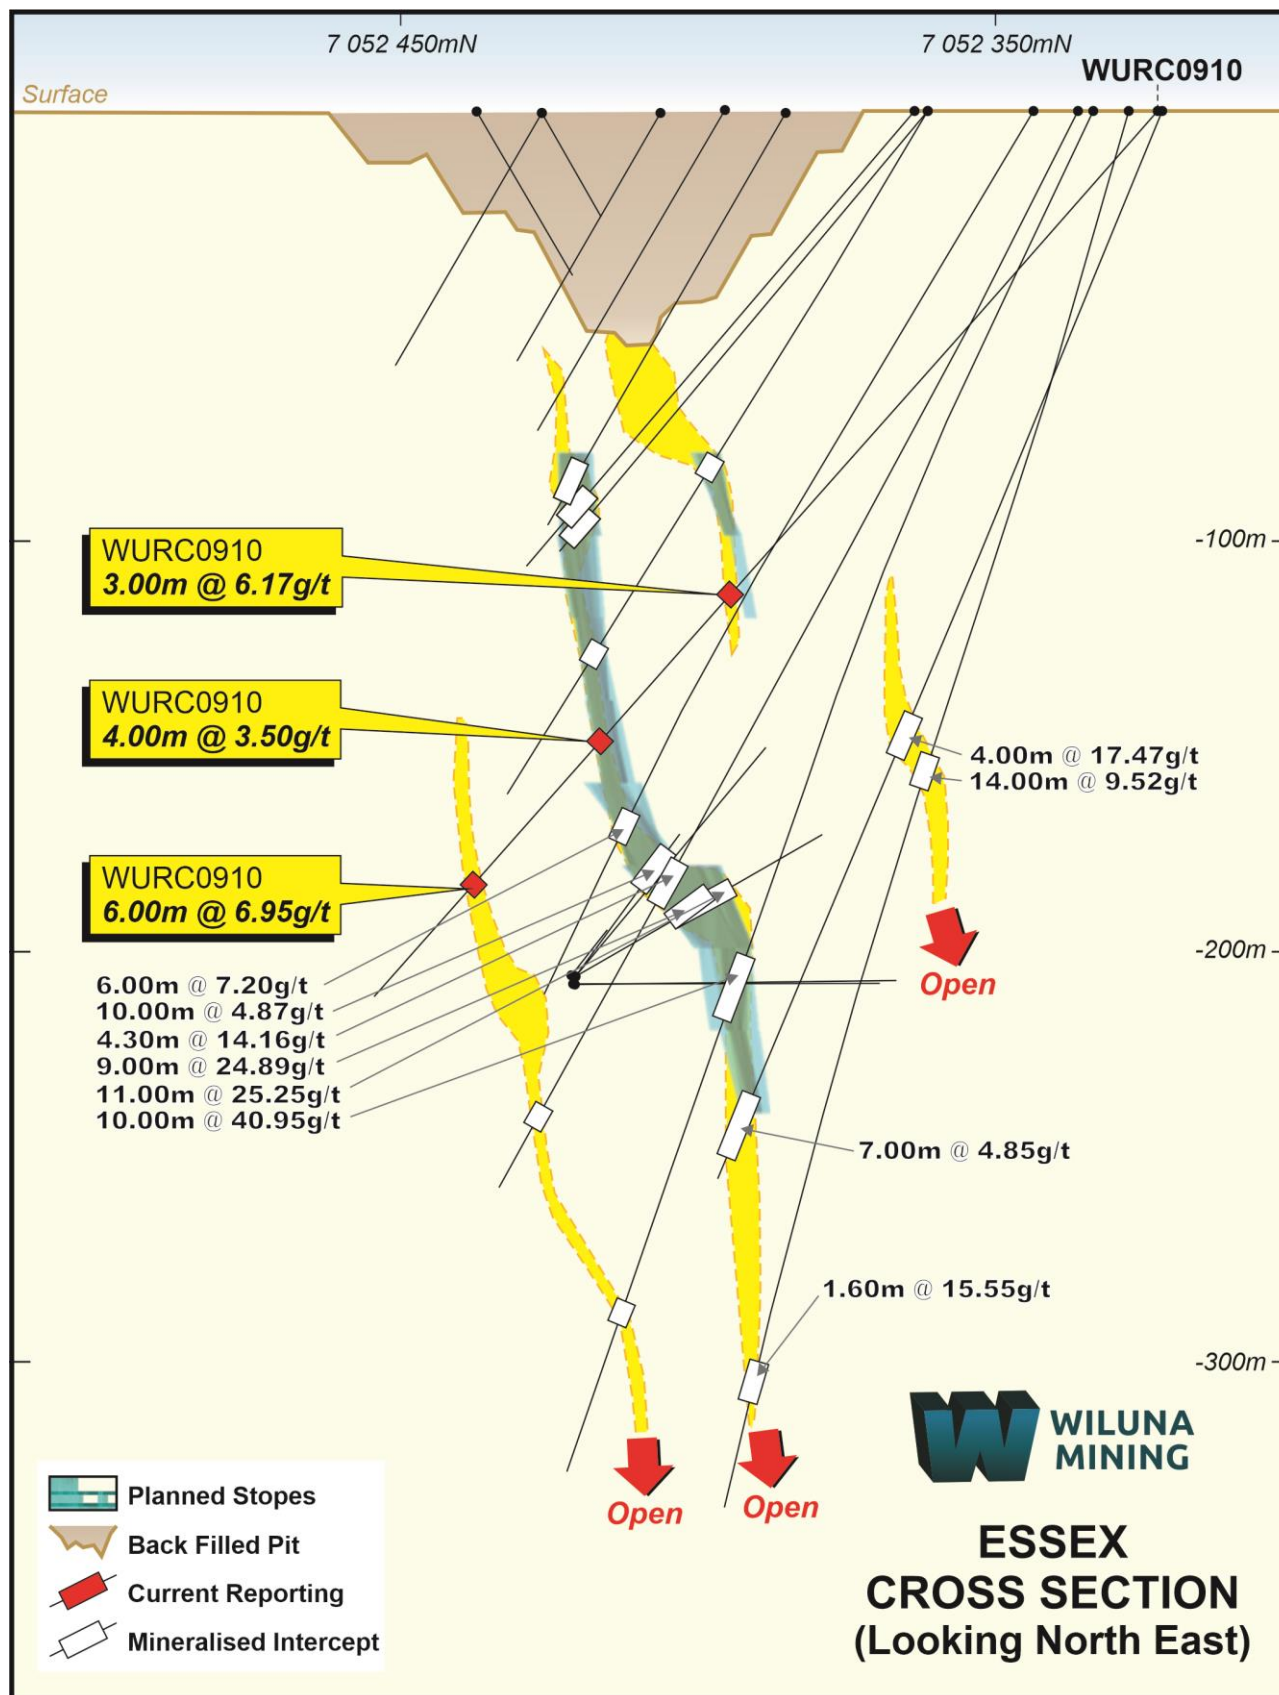 7 052 450mN
7 052 350mN
WURC0910
Surface
-100m
WURC0910
3.00m @ 6.17g/t
WURC0910
4.00m @ 3.50g/t
4.00m @ 17.47g/t
14.00m @ 9.52g/t
WURC0910
6.00m @ 6.95g/t
-200m
Open
6.00m @ 7.20g/t
10.00m @ 4.87g/t
4.30m @ 14.16g/t
9.00m @ 24.89g/t
11.00m @ 25.25g/t
10.00m @ 40.95g/t
7.00m @ 4.85g/t
1.60m @ 15.55g/t
-300m
W WILUNA
MINING
Open
Open
Planned Stopes
Back Filled Pit
Current Reporting
Mineralised Intercept
ESSEX
CROSS SECTION
(Looking North East)